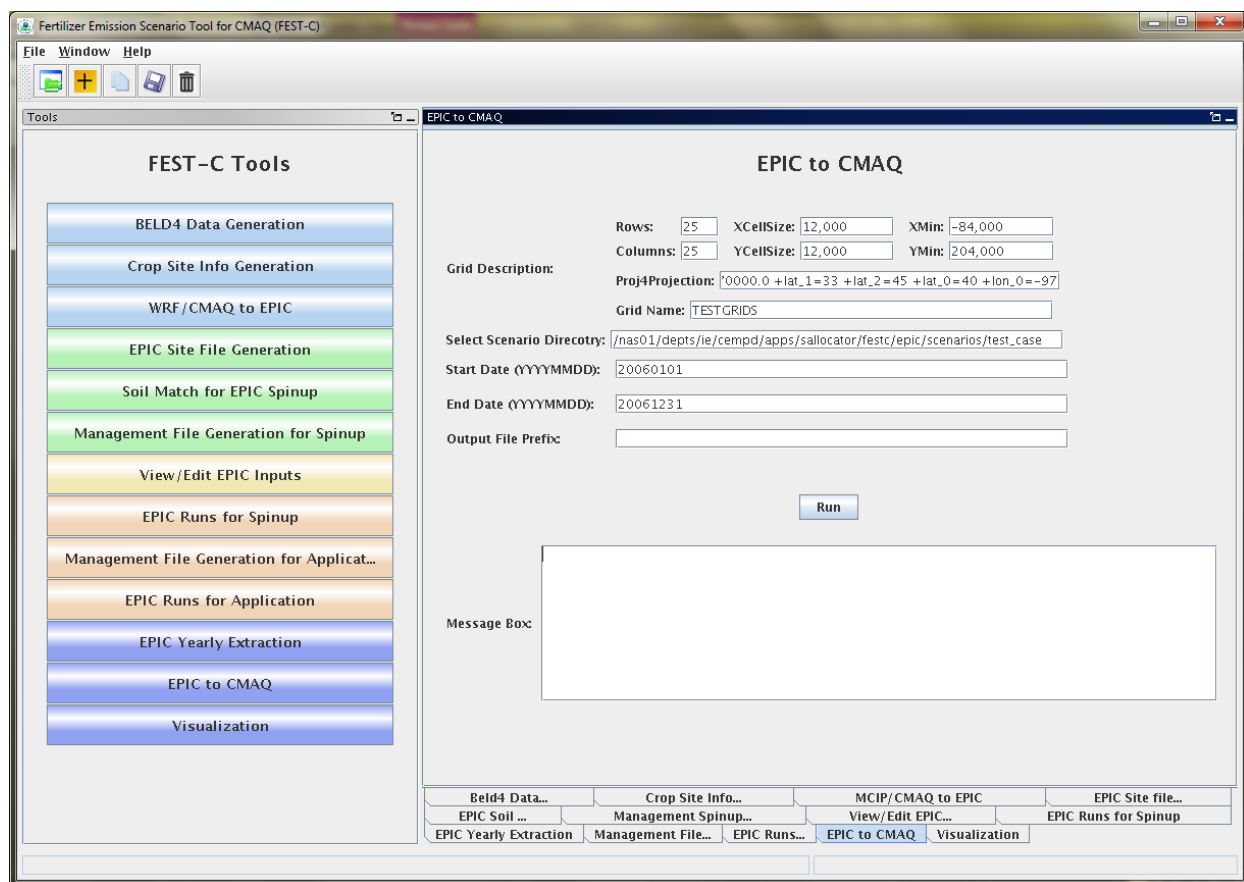 Fertilizer Emission Scenario Tool for CMAQ (FEST-C)
File Window Help
Tools
EPIC to CMAQ
FEST-C Tools
BELD4 Data Generation
Crop Site Info Generation
WRF/CMAQ to EPIC
EPIC Site File Generation
Soil Match for EPIC Spinup
Management File Generation for Spinup
View/Edit EPIC Inputs
EPIC Runs for Spinup
Management File Generation for Applicat...
EPIC Runs for Application
EPIC Yearly Extraction
EPIC to CMAQ
Visualization
EPIC to CMAQ
Grid Description:
Rows: 25 XCellSize: 12,000 XMin: -84,000
Columns: 25 YCellSize: 12,000 YMin: 204,000
Proj4Projection: '0000.0 +lat_1=33 +lat_2=45 +lat_0=40 +lon_0=-97
Grid Name: TESTGRIDS
Select Scenario Direcotry: /nas01/depts/ie/cempd/apps/sallocator/festc/epic/scenarios/test_case
Start Date (YYYYMMDD): 20060101
End Date (YYYYMMDD): 20061231
Output File Prefix:
Run
Message Box:
Beld4 Data... Crop Site Info... MCIP/CMAQ to EPIC EPIC Site file...
EPIC Soil ... Management Spinup... View/Edit EPIC... EPIC Runs for Spinup
EPIC Yearly Extraction Management File... EPIC Runs... EPIC to CMAQ Visualization